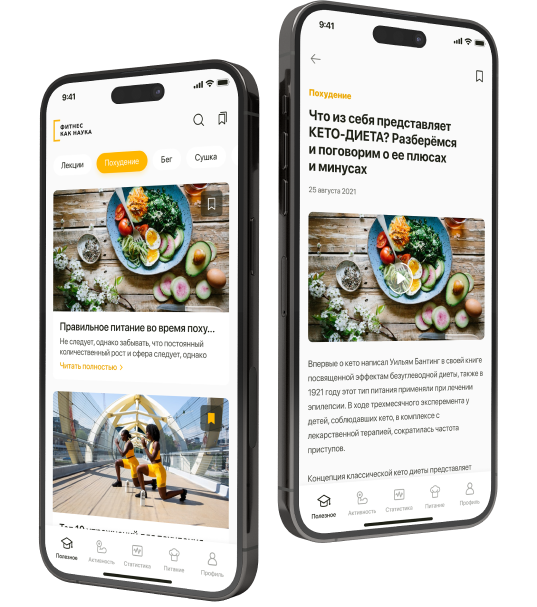 9:41
ФИТНЕС
КАК НАУКА
Лекции
Похудение
Бег
Сушка
Правильное питание во время поху...
Не следует, однако забывать, что постоянный
количественный рост и сфера следует, однако
Читать полностью >
Полезное
Активность
Статистика
Питание
Профиль
9:41
Похудение
Что из себя представляет
КЕТО-ДИЕТА? Разберёмся
и поговорим о ее плюсах
и минусах
25 августа 2021
Впервые о кето написал Уильям Бантинг в своей книге
посвященной эффектам безуглеводной диеты, также в
1921 году этот тип питания применяли при лечении
эпилепсии. В ходе трехмесячного эксперемента у
детей, соблюдавших кето, в комплексе с
лекарственной терапией, сократилась частота
приступов.
Концепция классической кето диеты представляет
Полезное
Активность
Статистика
Питание
Профиль